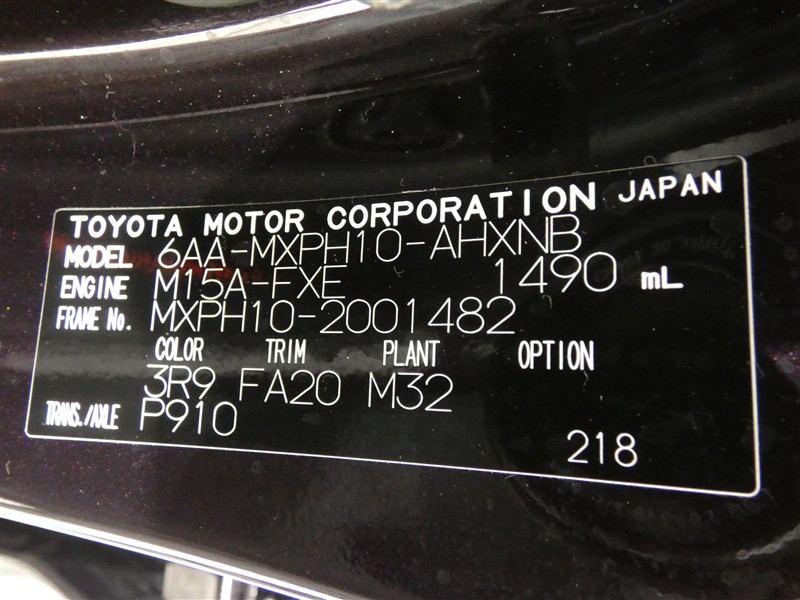 TOYOTA MOTOR CORPORATION JAPAN
MODEL 6AA-MXPH10-AHXNB
ENGINE M15A-FXE 1490 mL
FRAME No. MXPH10-2001482
COLOR TRIM PLANT OPTION
3R9 FA20 M32
TRANS./AXLE P910
218